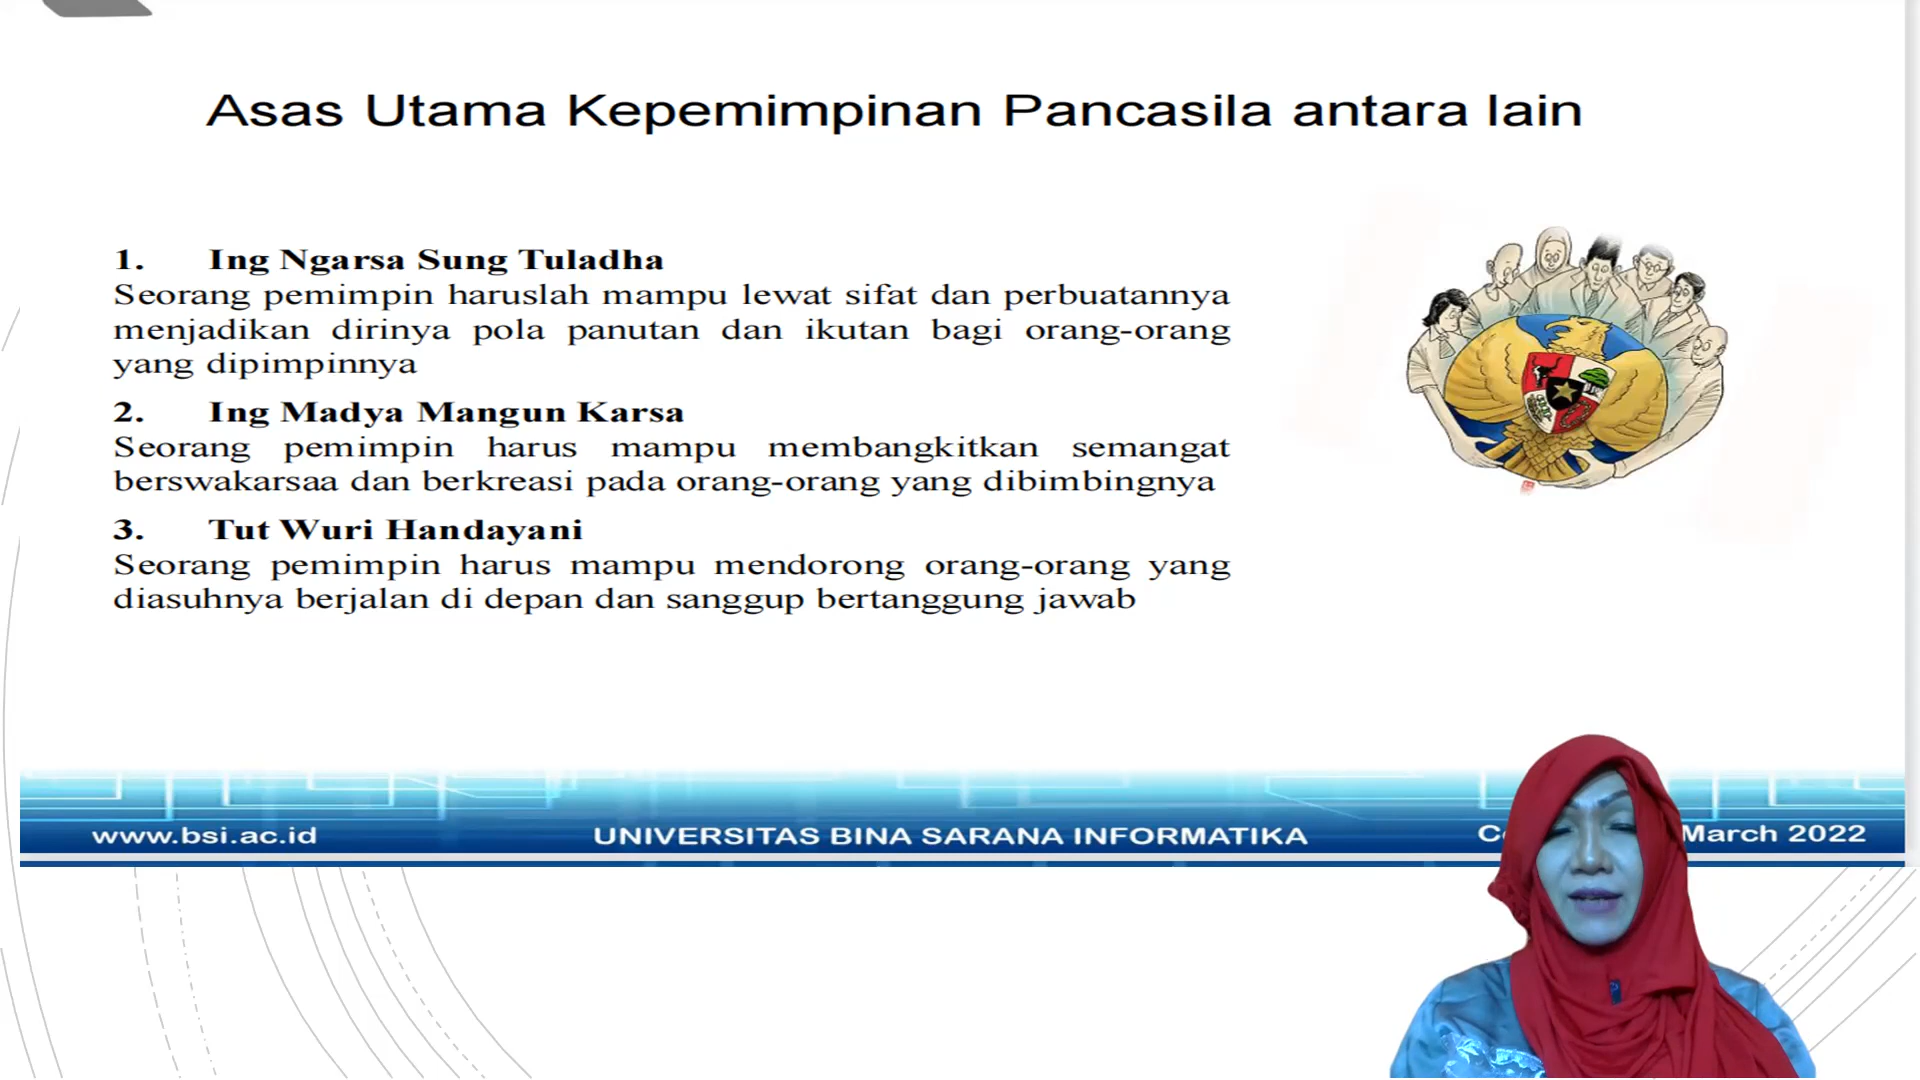 Asas Utama Kepemimpinan Pancasila antara lain
1. Ing Ngarsa Sung Tuladha
Seorang pemimpin haruslah mampu lewat sifat dan perbuatannya
menjadikan dirinya pola panutan dan ikutan bagi orang-orang
yang dipimpinnya
2. Ing Madya Mangun Karsa
Seorang pemimpin harus mampu membangkitkan semangat
berswakarsaa dan berkreasi pada orang-orang yang dibimbingnya
3. Tut Wuri Handayani
Seorang pemimpin harus mampu mendorong orang-orang yang
diasuhnya berjalan di depan dan sanggup bertanggung jawab
www.bsi.ac.id UNIVERSITAS BINA SARANA INFORMATIKA March 2022